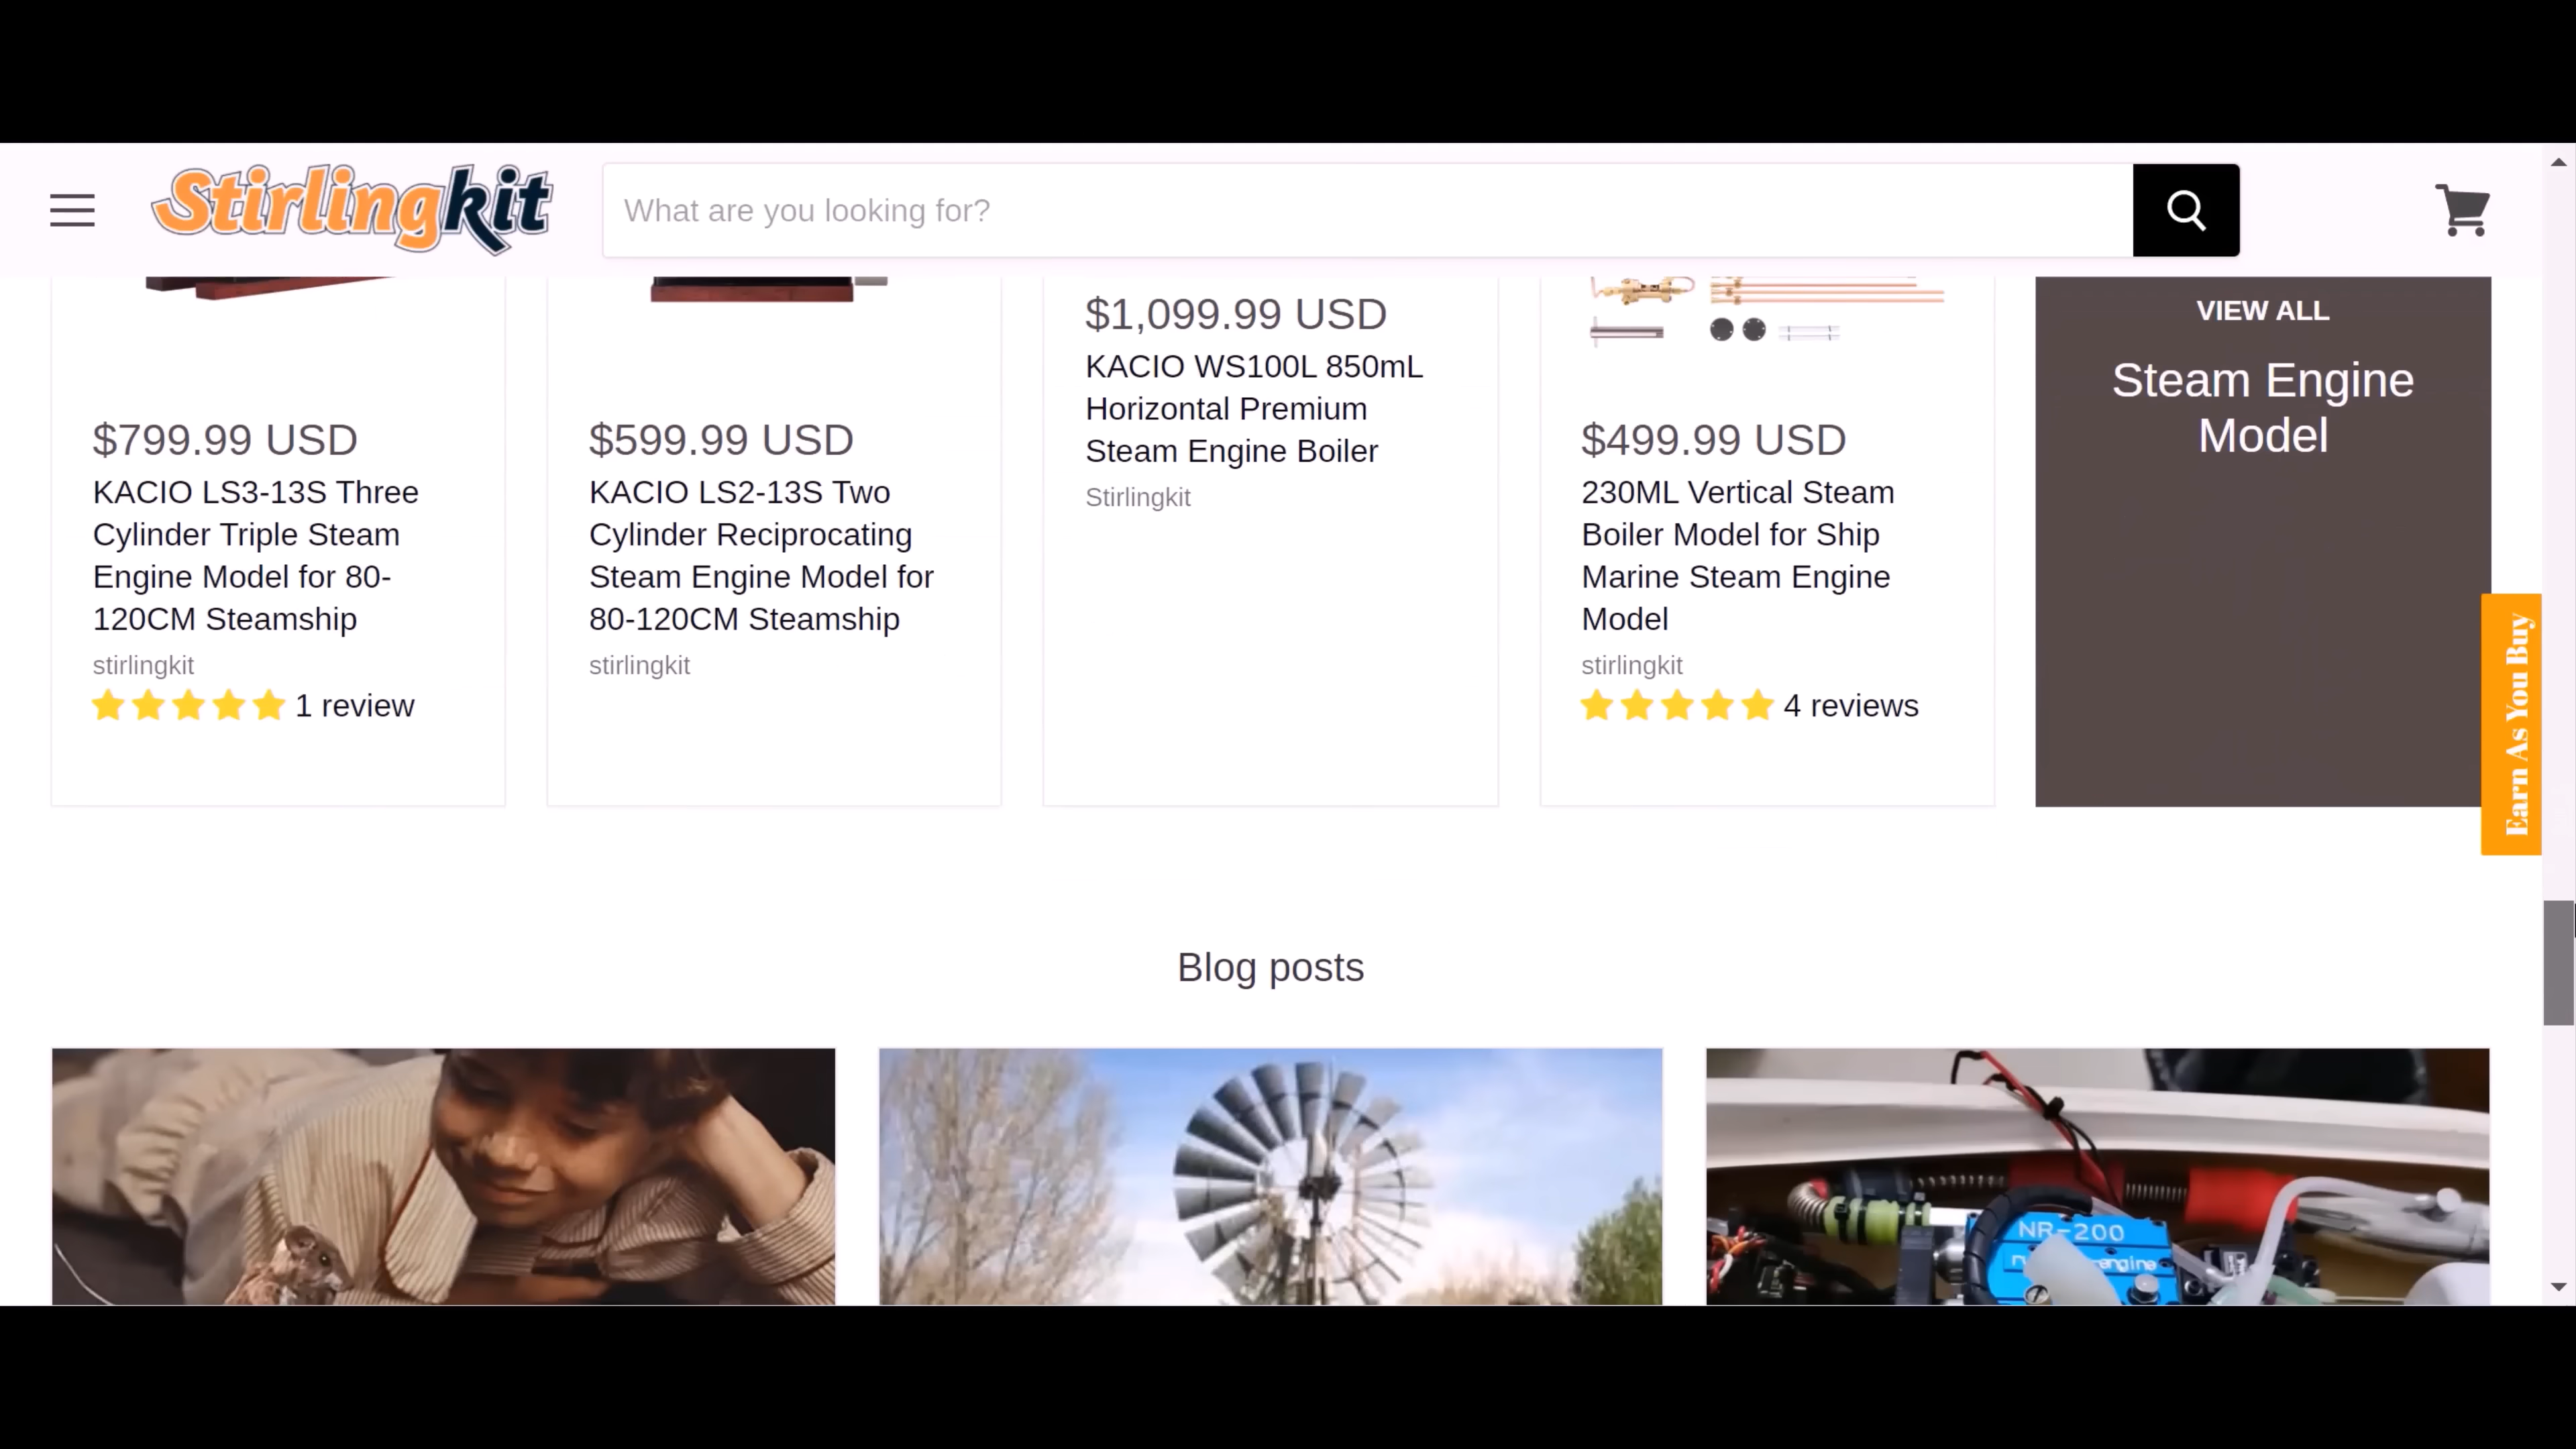 Stirlingkit
What are you looking for?
$799.99 USD
KACIO LS3-13S Three
Cylinder Triple Steam
Engine Model for 80-
120CM Steamship
stirlingkit
1 review
$599.99 USD
KACIO LS2-13S Two
Cylinder Reciprocating
Steam Engine Model for
80-120CM Steamship
stirlingkit
$1,099.99 USD
KACIO WS100L 850mL
Horizontal Premium
Steam Engine Boiler
Stirlingkit
$499.99 USD
230ML Vertical Steam
Boiler Model for Ship
Marine Steam Engine
Model
stirlingkit
4 reviews
VIEW ALL
Steam Engine
Model
Earn As You Buy
Blog posts
NR-200
engine